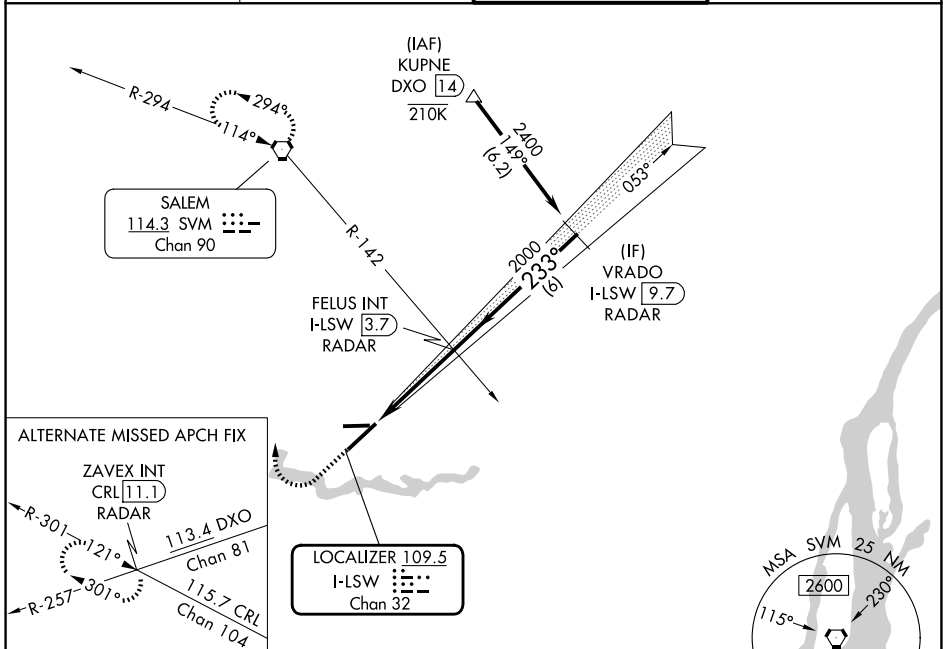 (IAF)
KUPNE
DXO 14
210K
R-294
294°
114°
2400
149°
(6.2)
053°
SALEM
114.3 SVM
Chan 90
R-142
2000
233°
(6)
(IF)
VRADO
I-LSW 9.7
RADAR
FELUS INT
I-LSW 3.7
RADAR
ALTERNATE MISSED APCH FIX
ZAVEX INT
CRL 11.1
RADAR
R-301
121°
113.4 DXO
Chan 81
301°
R-257
115.7 CRL
Chan 104
LOCALIZER 109.5
I-LSW
Chan 32
MSA SVM 25 NM
2600
115°
230°